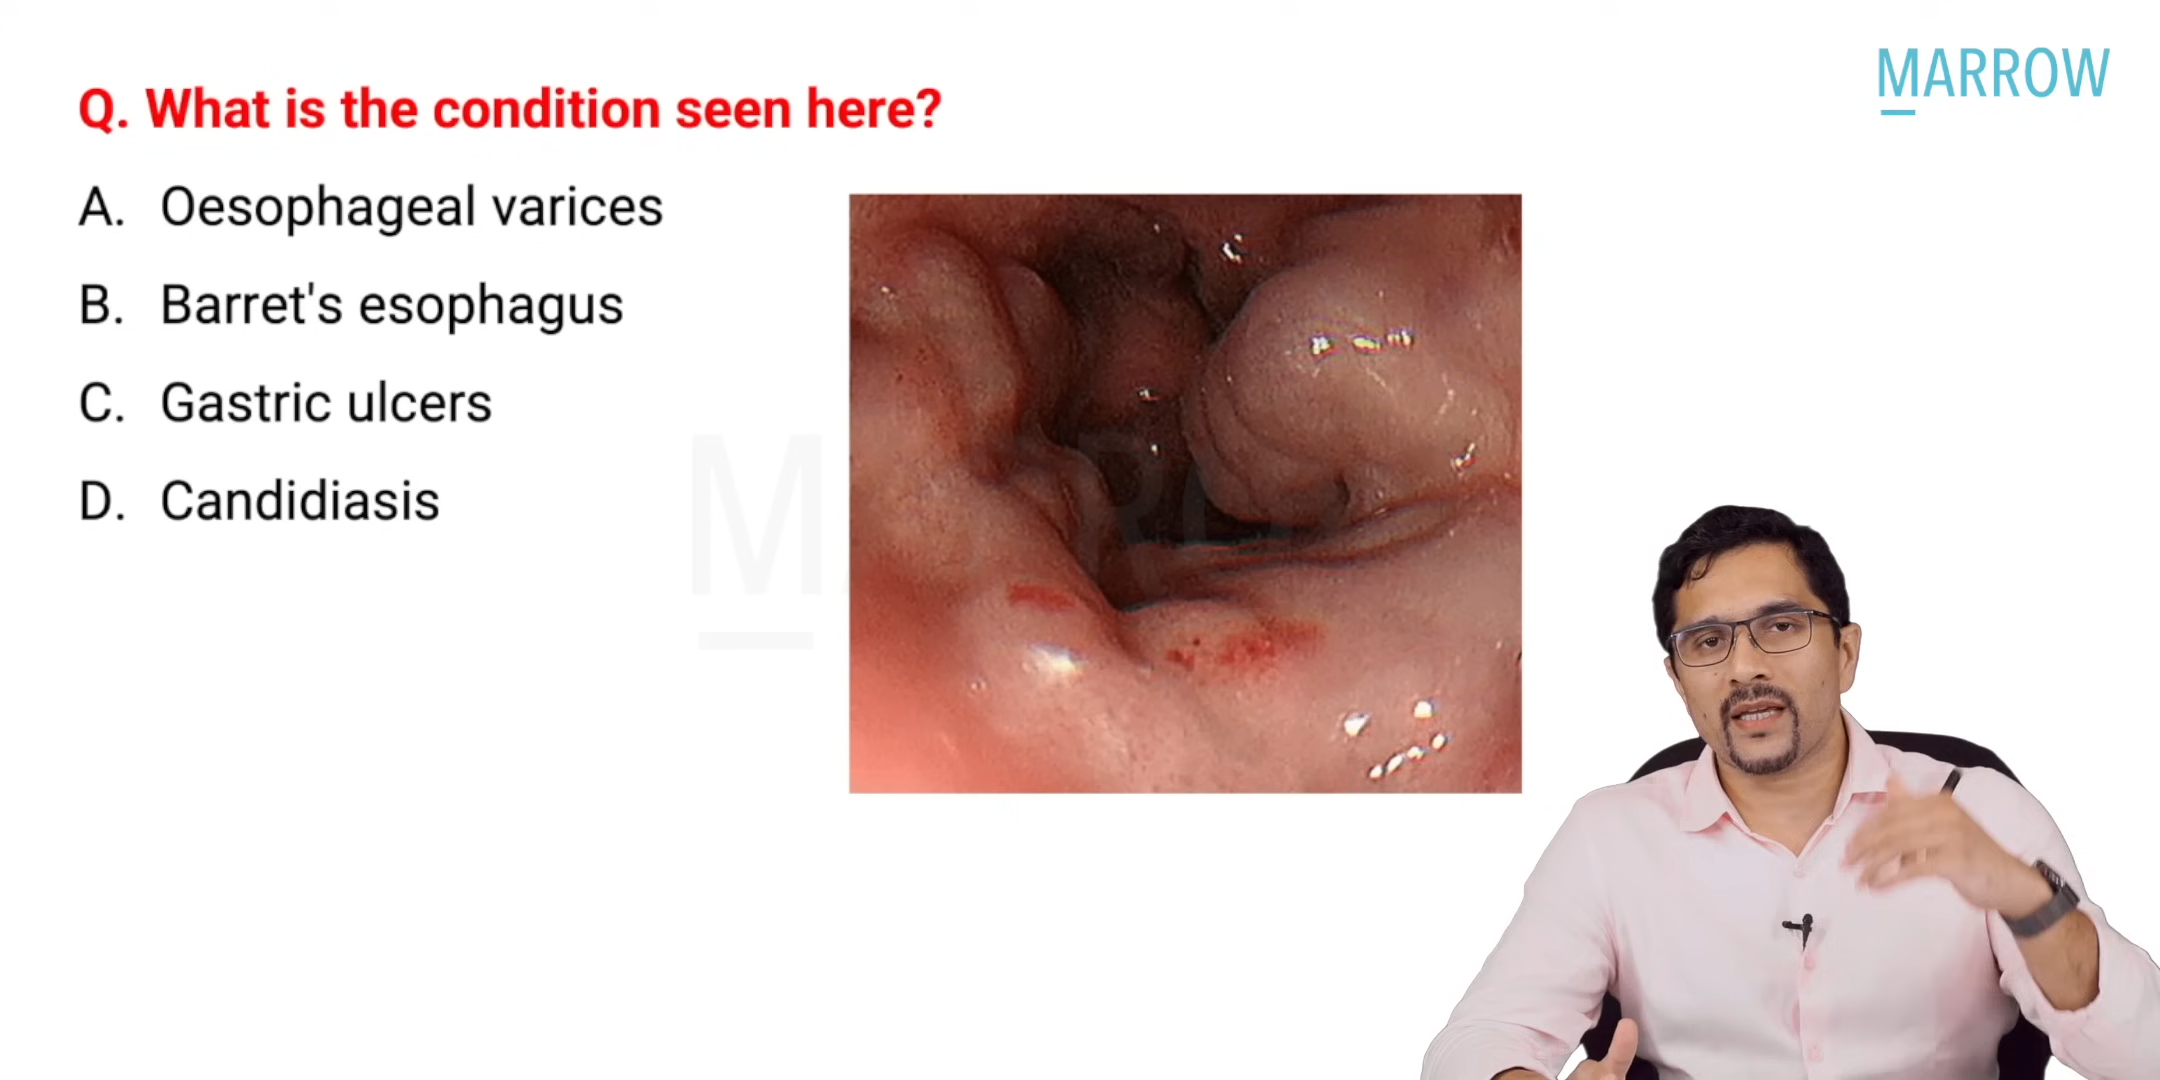 MARROW
Q. What is the condition seen here?
A. Oesophageal varices
B. Barret's esophagus
C. Gastric ulcers
D. Candidiasis